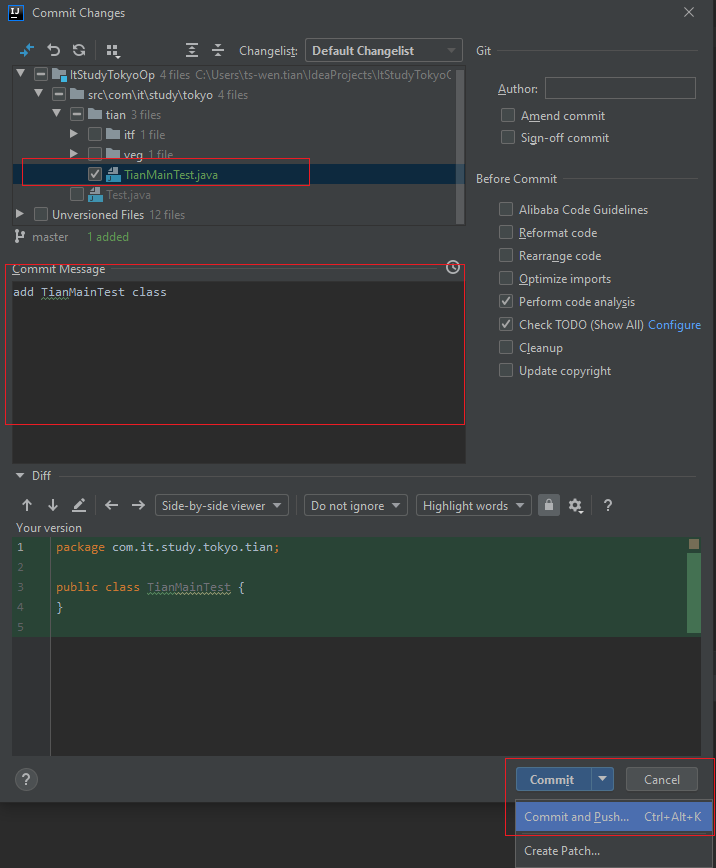 Commit Changes
Changelist: Default Changelist
Git
ItStudyTokyoOp 4 files C:\Users\ts-wen.tian\IdeaProjects\ItStudyTokyoO
src\com\it\study\tokyo 4 files
tian 3 files
itf 1 file
veg 1 file
TianMainTest.java
Test.java
Unversioned Files 12 files
master 1 added
Author:
Amend commit
Sign-off commit
Before Commit
Alibaba Code Guidelines
Reformat code
Rearrange code
Optimize imports
Perform code analysis
Check TODO (Show All) Configure
Cleanup
Update copyright
Commit Message
add TianMainTest class
Diff
Side-by-side viewer Do not ignore Highlight words ?
Your version
1 package com.it.study.tokyo.tian;
2
3 public class TianMainTest {
4 }
5
? Commit Cancel
Commit and Push... Ctrl+Alt+K
Create Patch...